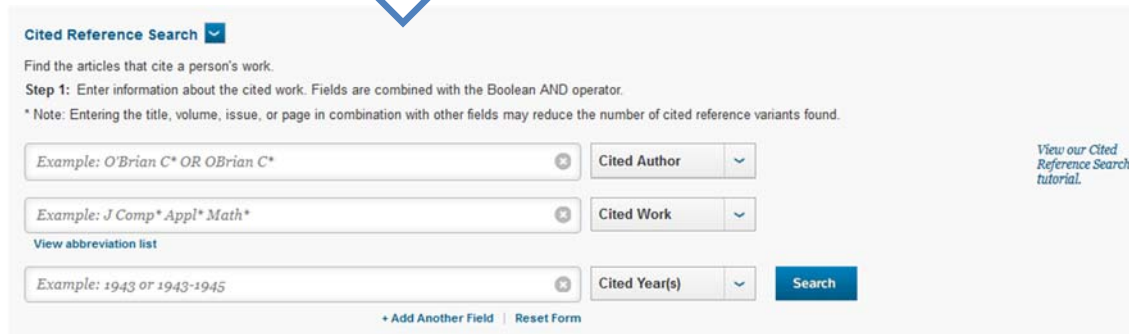 Cited Reference Search
Find the articles that cite a person's work.
Step 1: Enter information about the cited work. Fields are combined with the Boolean AND operator.
* Note: Entering the title, volume, issue, or page in combination with other fields may reduce the number of cited reference variants found.
Example: O'Brian C* OR OBrian C*
Cited Author
View our Cited
Reference Search
tutorial.
Example: J Comp* Appl* Math*
Cited Work
View abbreviation list
Example: 1943 or 1943-1945
Cited Year(s)
Search
+ Add Another Field | Reset Form